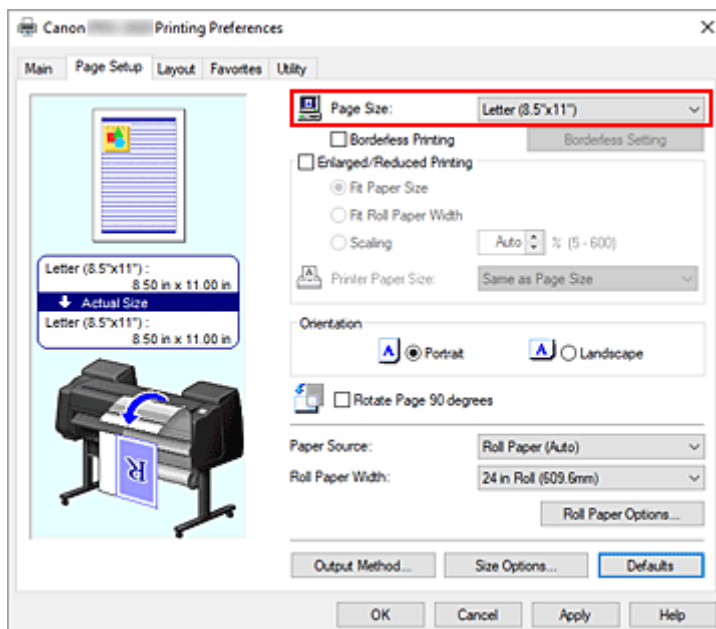 Canon Printing Preferences
Main Page Setup Layout Favorites Utility
Page Size: Letter (8.5"x11")
Borderless Printing Borderless Setting
Enlarged/Reduced Printing
Fit Paper Size
Fit Roll Paper Width
Scaling Auto % (5 - 600)
Printer Paper Size: Same as Page Size
Letter (8.5"x11") :
8.50 in x 11.00 in
Actual Size
Letter (8.5"x11") :
8.50 in x 11.00 in
Orientation
A Portrait A Landscape
Rotate Page 90 degrees
R
Paper Source: Roll Paper (Auto)
Roll Paper Width: 24 in Roll (609.6mm)
Roll Paper Options...
Output Method... Size Options... Defaults
OK Cancel Apply Help